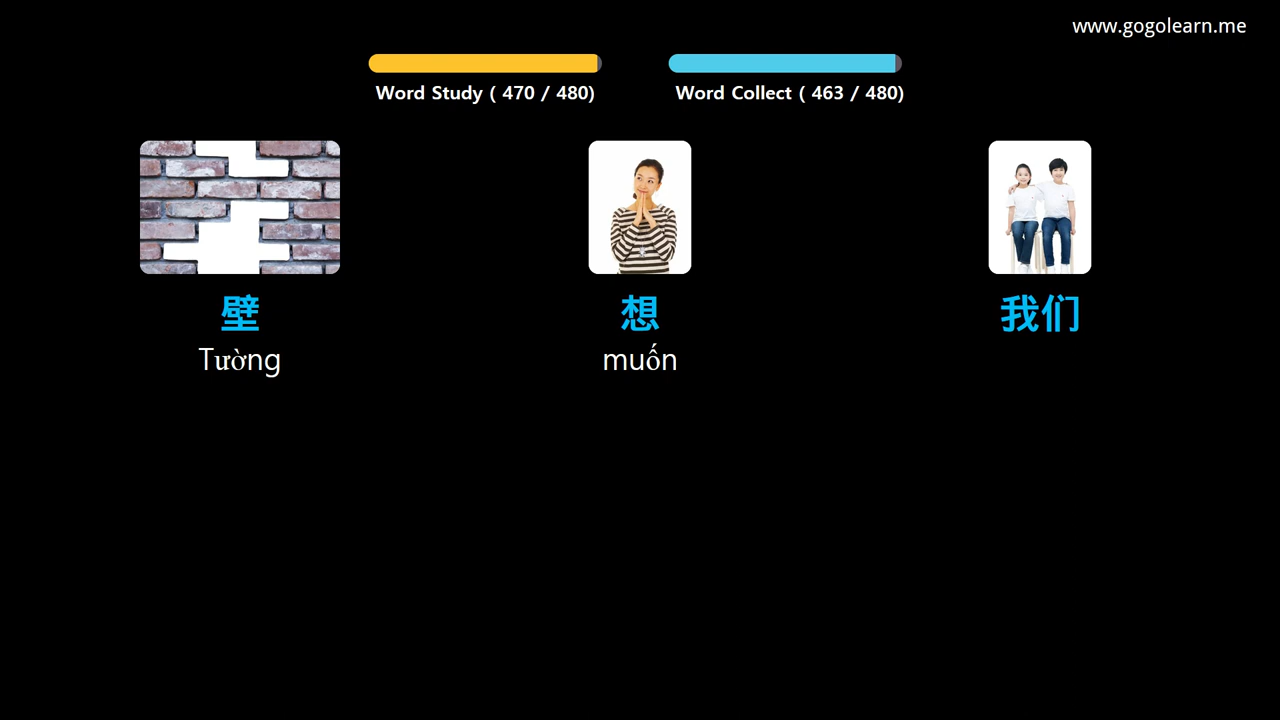 www.gogolearn.me
Word Study ( 470 / 480)
Word Collect ( 463 / 480)
壁
想
我们
Tường
muốn